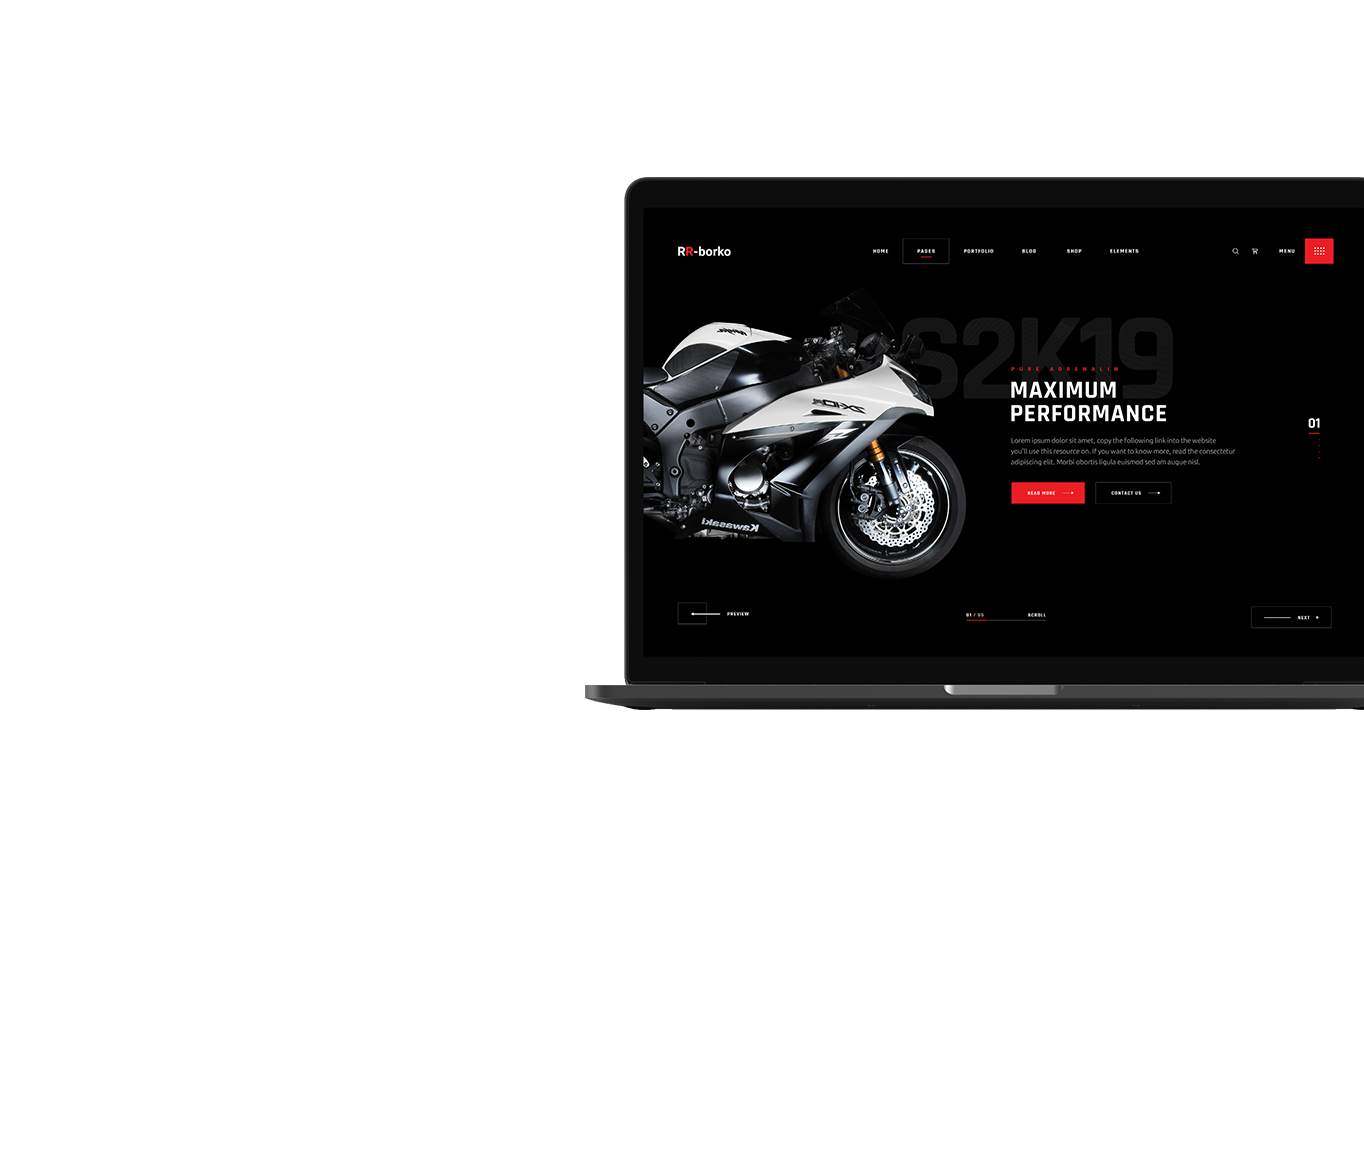 RR-borko
HOME PAGES PORTFOLIO BLOG SHOP ELEMENTS MENU
S2K19
PURE ADRENALIN
MAXIMUM
PERFORMANCE
Lorem ipsum dolor sit amet, copy the following link into the website
you'll use this resource on. If you want to know more, read the consectetur
adipiscing elit. Morbi obortis ligula euismod sed am augue nisl.
READ MORE CONTACT US
01
Ninja
ZX-10R
Kawasaki
PREVIEW
01 / 05 SCROLL
NEXT